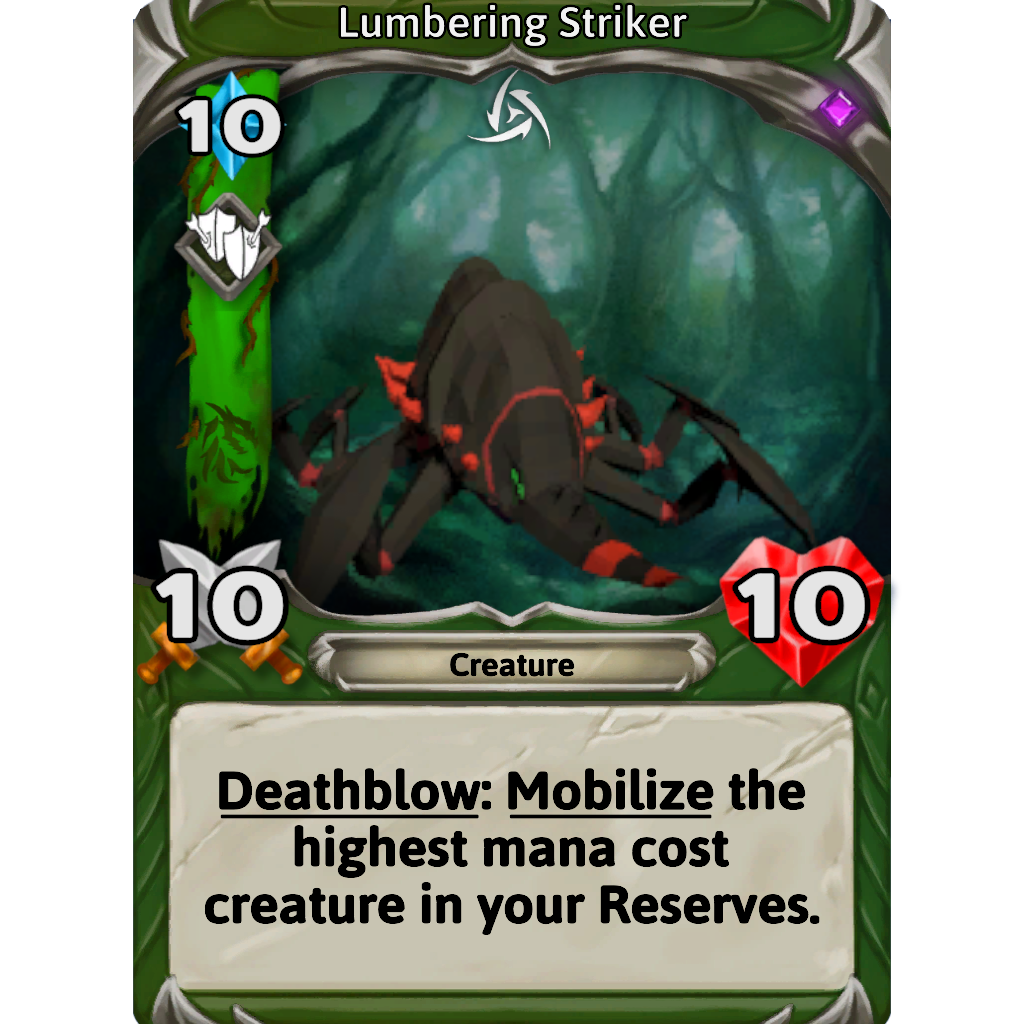 Lumbering Striker
10
10
10
Creature
Deathblow: Mobilize the
highest mana cost
creature in your Reserves.